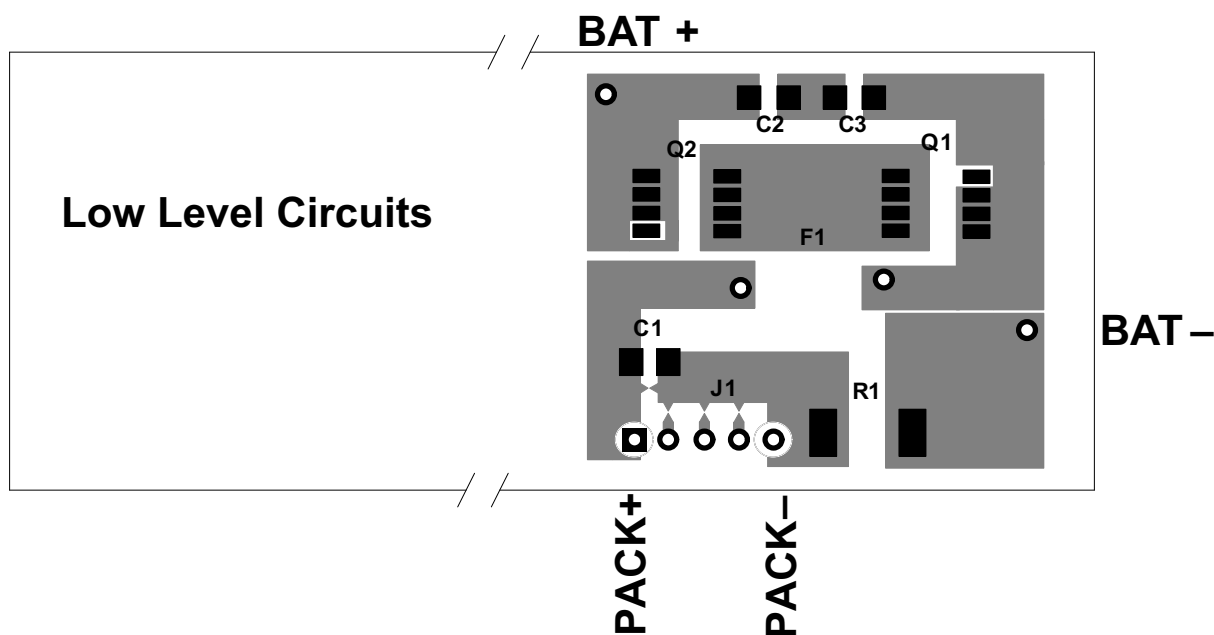 BAT +
C2
C3
Q2
Q1
Low Level Circuits
F1
C1
BAT –
J1
R1
PACK+
PACK–